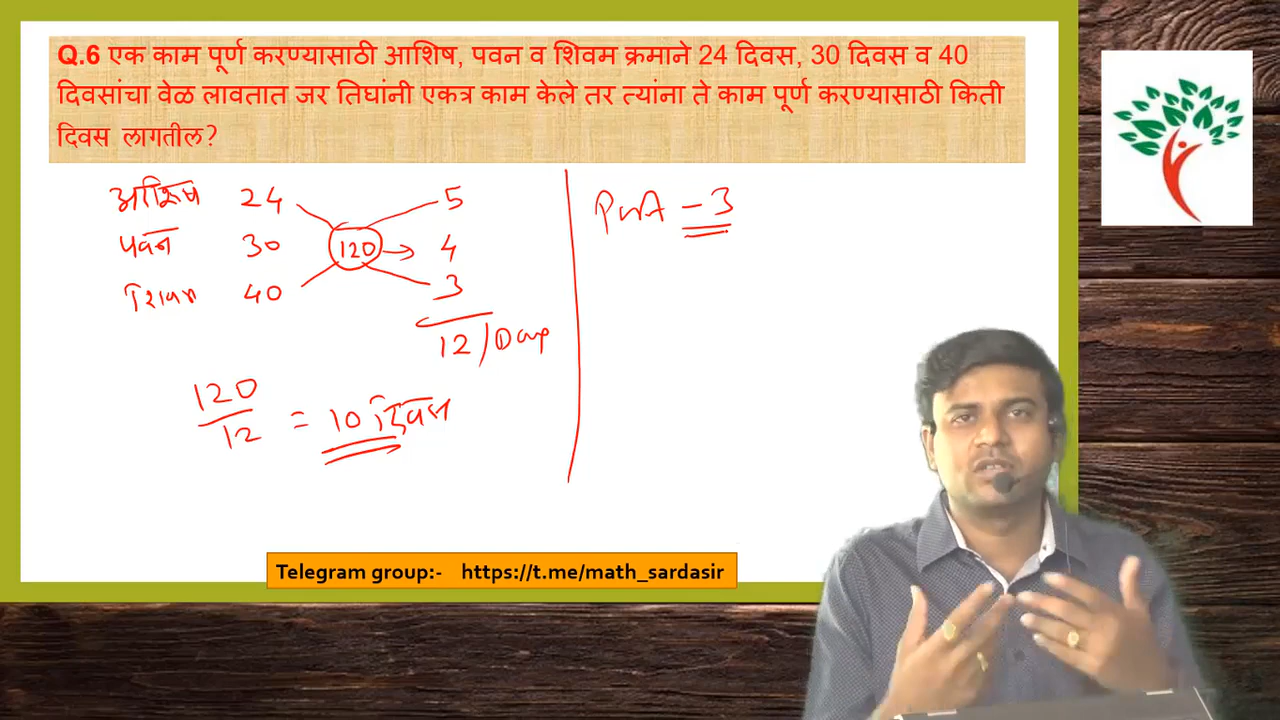 Q.6 एक काम पूर्ण करण्यासाठी आशिष, पवन व शिवम क्रमाने 24 दिवस, 30 दिवस व 40
दिवसांचा वेळ लावतात जर तिघांनी एकत्र काम केले तर त्यांना ते काम पूर्ण करण्यासाठी किती
दिवस लागतील?
आशिष 24 5
पवन 30 120 4
शिवम 40 3
12/Day
120
12
= 10 दिवस
- 3
Telegram group:- https://t.me/math_sardasir